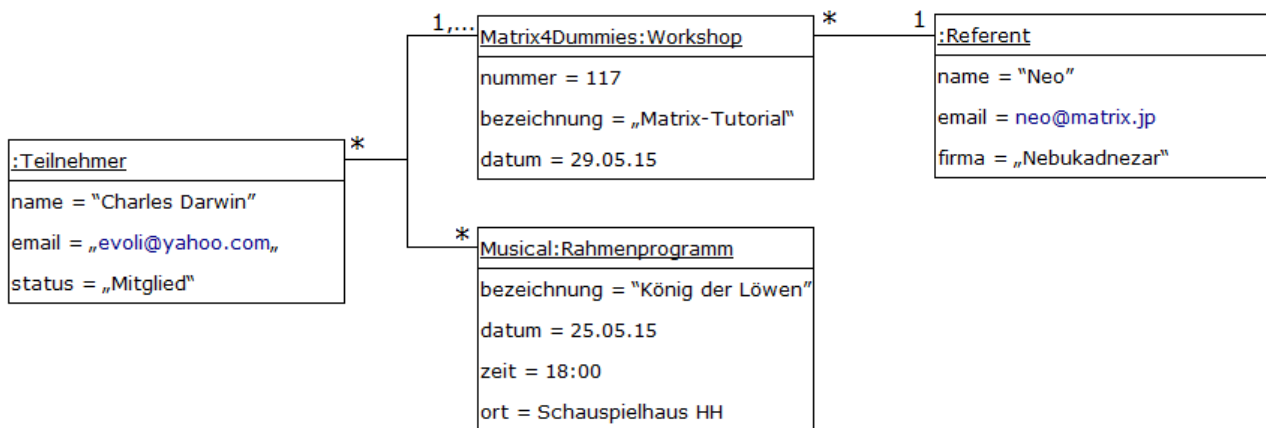 :Teilnehmer
name = “Charles Darwin”
email = „evoli@yahoo.com„
status = „Mitglied“
*
1,...
Matrix4Dummies:Workshop
nummer = 117
bezeichnung = „Matrix-Tutorial“
datum = 29.05.15
*
1
:Referent
name = “Neo”
email = neo@matrix.jp
firma = „Nebukadnezar“
*
Musical:Rahmenprogramm
bezeichnung = “König der Löwen”
datum = 25.05.15
zeit = 18:00
ort = Schauspielhaus HH